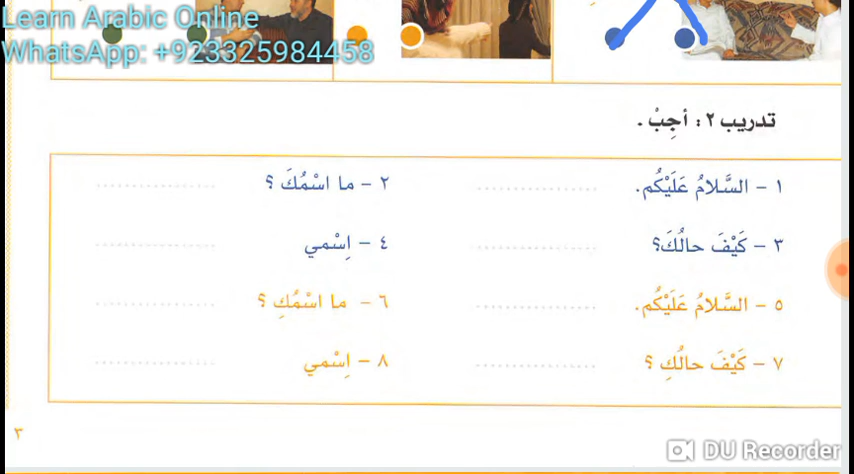 Learn Arabic Online
WhatsApp: +923325984458
تدريب ٢ : أجِبْ .
١ - السَّلامُ عَلَيْكُم. ....................
٢ - ما اسْمُكَ ؟ ....................
٣ - كَيْفَ حالُكَ؟ ....................
٤ - اِسْمي ....................
٥ - السَّلامُ عَلَيْكُم. ....................
٦ - ما اسْمُكِ ؟ ....................
٧ - كَيْفَ حالُكِ ؟ ....................
٨ - اِسْمي ....................
٣
DU Recorder